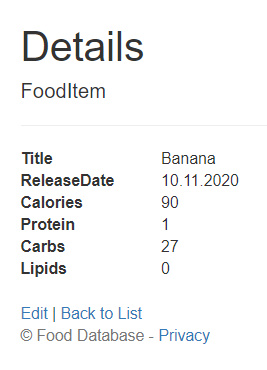 Details
FoodItem
Title Banana
ReleaseDate 10.11.2020
Calories 90
Protein 1
Carbs 27
Lipids 0
Edit | Back to List
© Food Database - Privacy